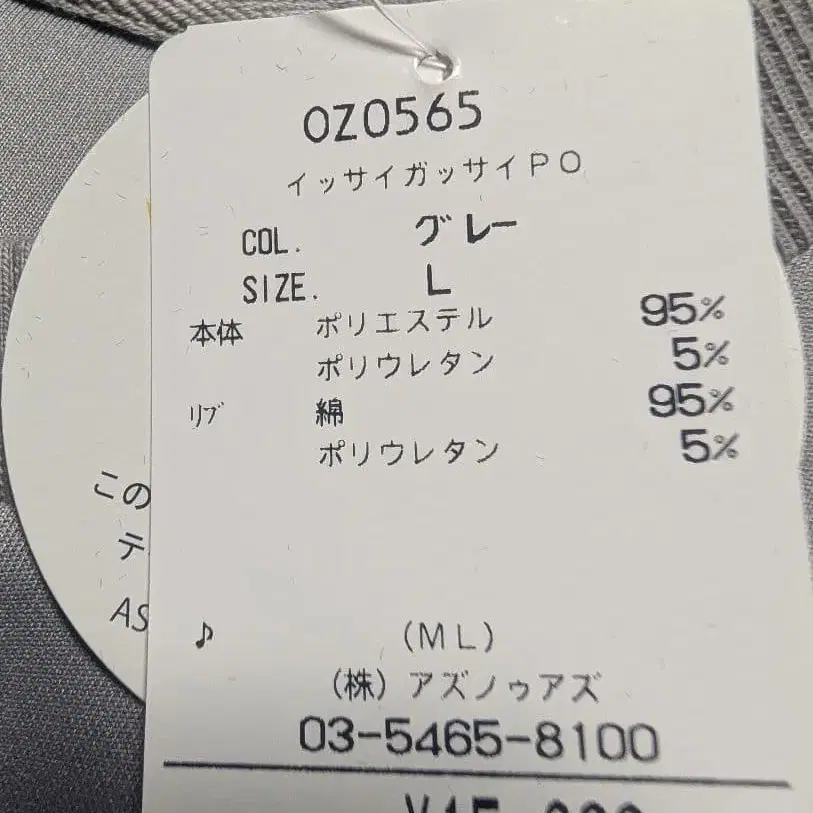 OZ0565
イッサイガッサイPO
COL. グレー
SIZE. L
本体 ポリエステル 95%
ポリウレタン 5%
リブ 綿 95%
ポリウレタン 5%
♪ (ML)
(株)アズノゥアズ
03-5465-8100
この
テ
AS